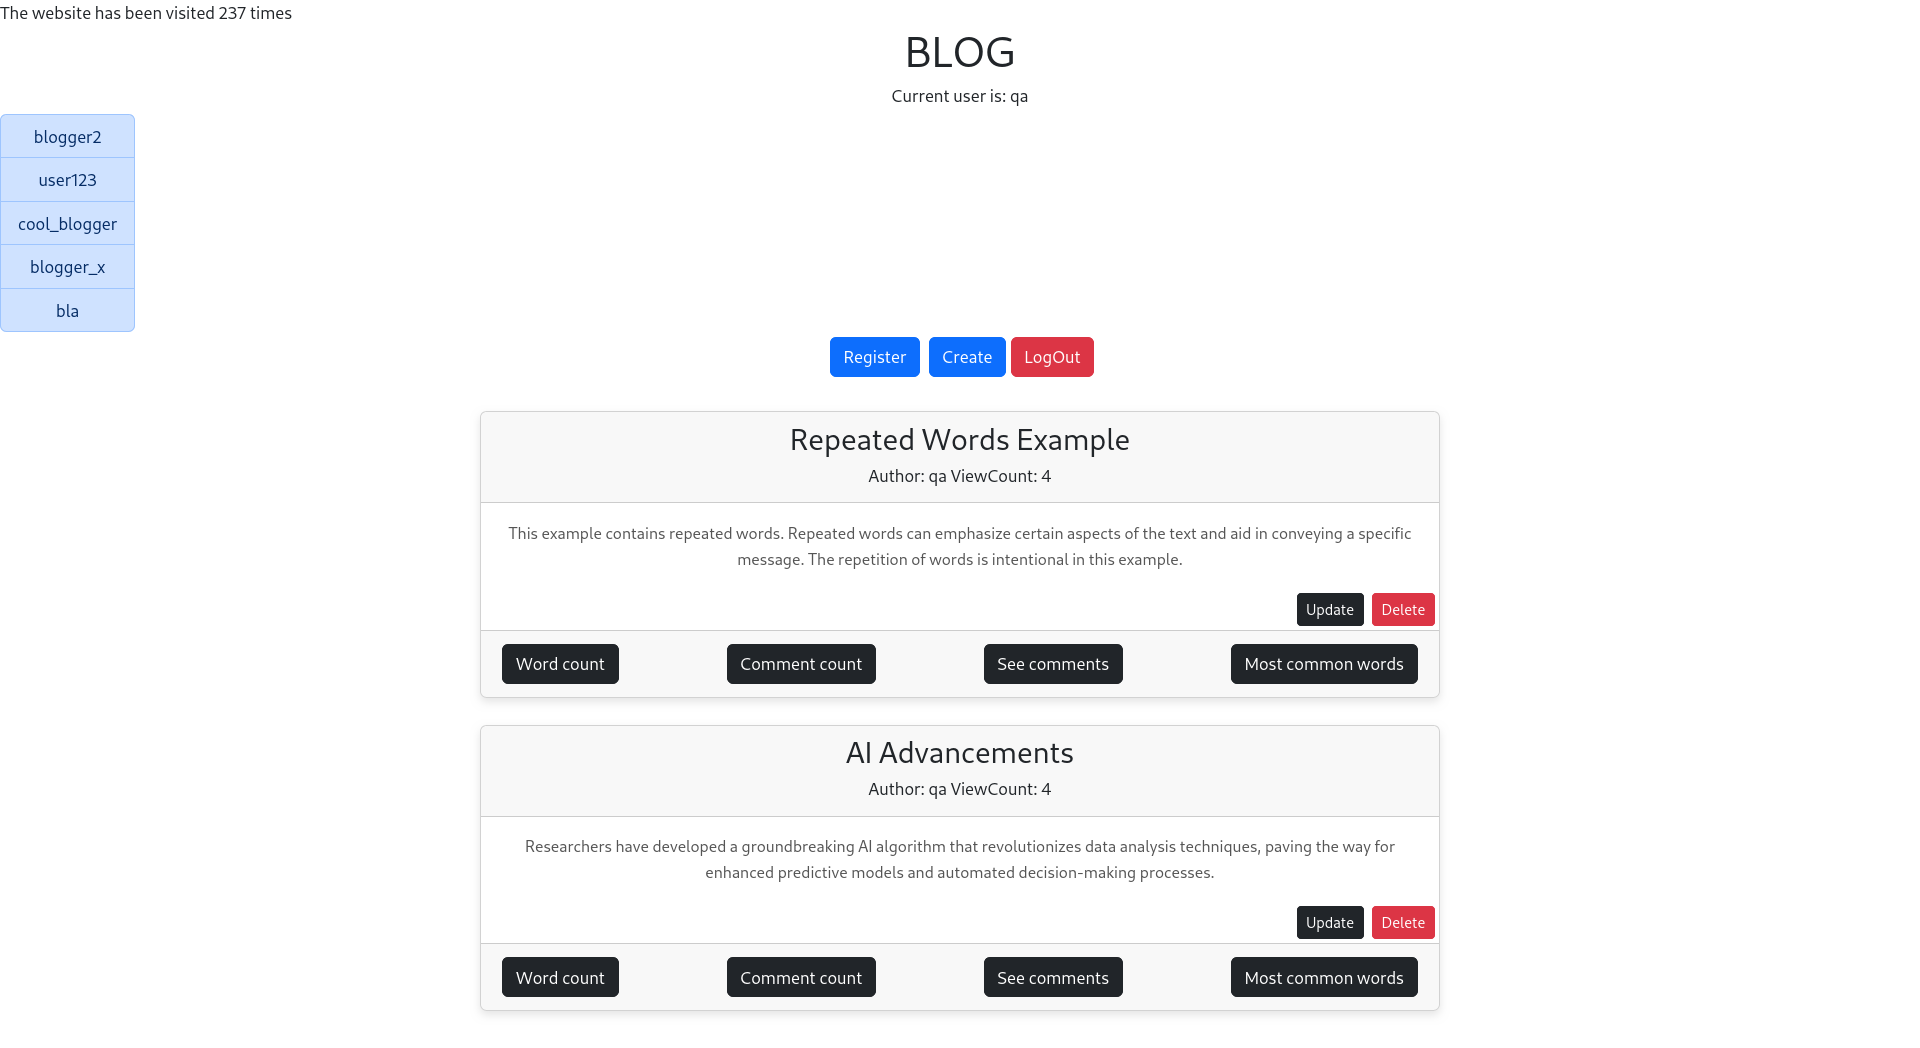 The website has been visited 237 times
BLOG
Current user is: qa
blogger2
user123
cool_blogger
blogger_x
bla
Register Create LogOut
Repeated Words Example
Author: qa ViewCount: 4
This example contains repeated words. Repeated words can emphasize certain aspects of the text and aid in conveying a specific
message. The repetition of words is intentional in this example.
Update Delete
Word count Comment count See comments Most common words
AI Advancements
Author: qa ViewCount: 4
Researchers have developed a groundbreaking AI algorithm that revolutionizes data analysis techniques, paving the way for
enhanced predictive models and automated decision-making processes.
Update Delete
Word count Comment count See comments Most common words